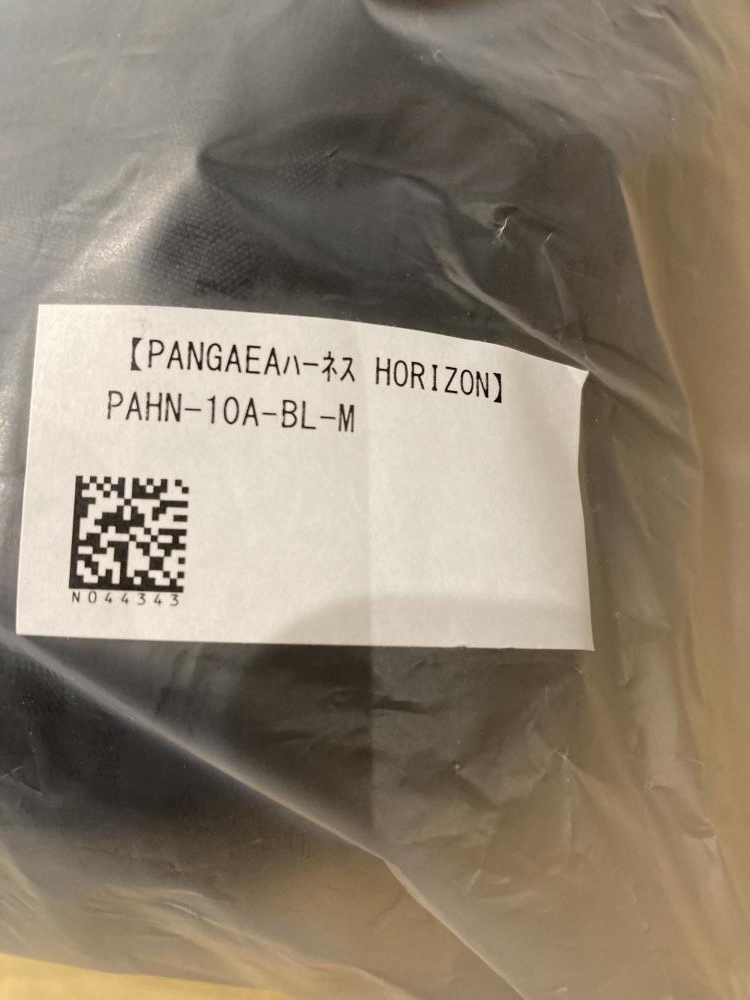 【PANGAEAﾊｰﾈｽ HORIZON】
PAHN-10A-BL-M
N044343